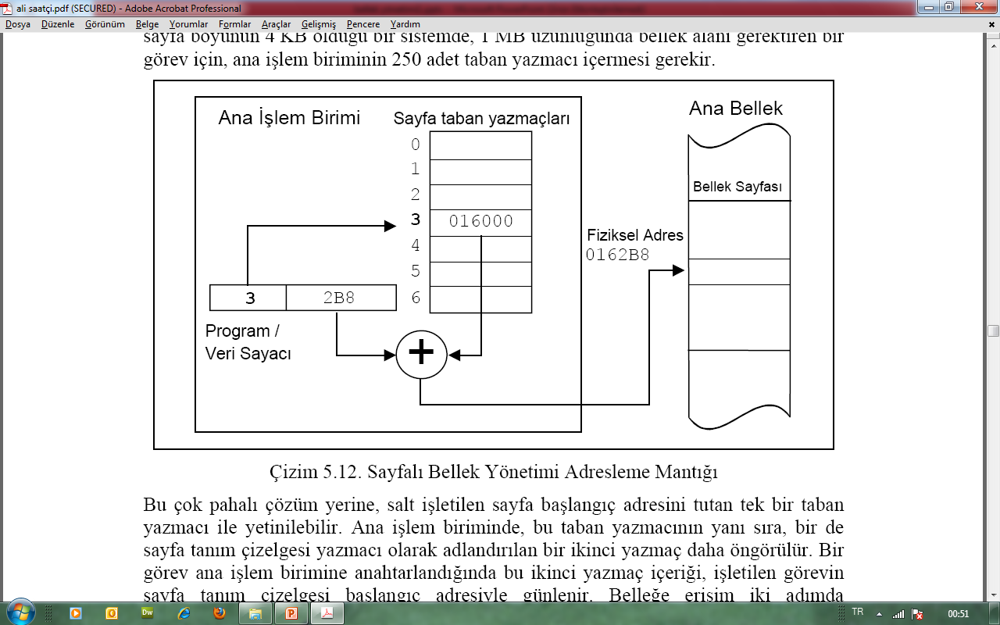 ali saatçi.pdf (SECURED) - Adobe Acrobat Professional
Dosya Düzenle Görünüm Belge Yorumlar Formlar Araçlar Gelişmiş Pencere Yardım
sayfa boyunun 4 KB olduğu bir sistemde, 1 MB uzunluğunda bellek alanı gerektiren bir
görev için, ana işlem biriminin 250 adet taban yazmacı içermesi gerekir.
Ana İşlem Birimi
Sayfa taban yazmaçları
Ana Bellek
0
1
2
3 016000
4
5
6
Bellek Sayfası
Fiziksel Adres
0162B8
3 2B8
Program /
Veri Sayacı
+
Çizim 5.12. Sayfalı Bellek Yönetimi Adresleme Mantığı
Bu çok pahalı çözüm yerine, salt işletilen sayfa başlangıç adresini tutan tek bir taban
yazmacı ile yetinilebilir. Ana işlem biriminde, bu taban yazmacının yanı sıra, bir de
sayfa tanım çizelgesi yazmacı olarak adlandırılan bir ikinci yazmaç daha öngörülür. Bir
görev ana işlem birimine anahtarlandığında bu ikinci yazmaç içeriği, işletilen görevin
sayfa tanım çizelgesi başlangıç adresiyle günlenir. Belleğe erişim iki adımda
Dw
TR
00:51